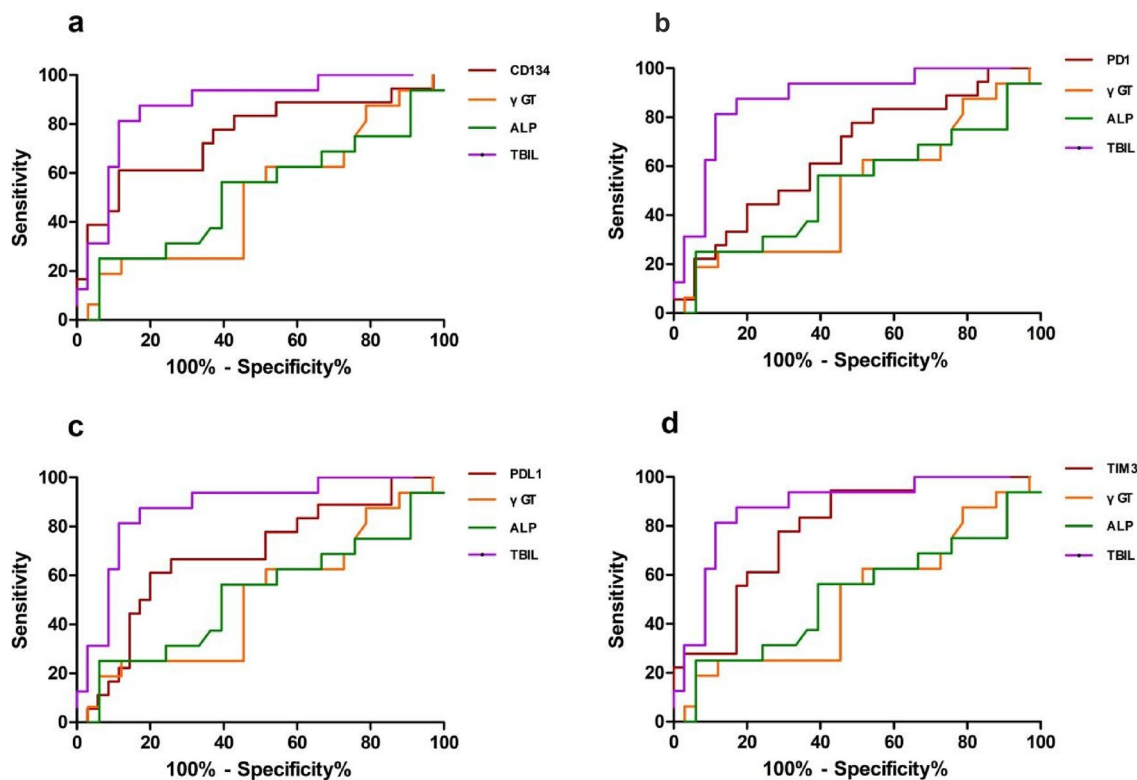 a
CD134
γ GT
ALP
TBIL
Sensitivity
100
80
60
40
20
0
0 20 40 60 80 100
100% - Specificity%
b
PD1
γ GT
ALP
TBIL
Sensitivity
100
80
60
40
20
0
0 20 40 60 80 100
100% - Specificity%
c
PDL1
γ GT
ALP
TBIL
Sensitivity
100
80
60
40
20
0
0 20 40 60 80 100
100% - Specificity%
d
TIM3
γ GT
ALP
TBIL
Sensitivity
100
80
60
40
20
0
0 20 40 60 80 100
100% - Specificity%